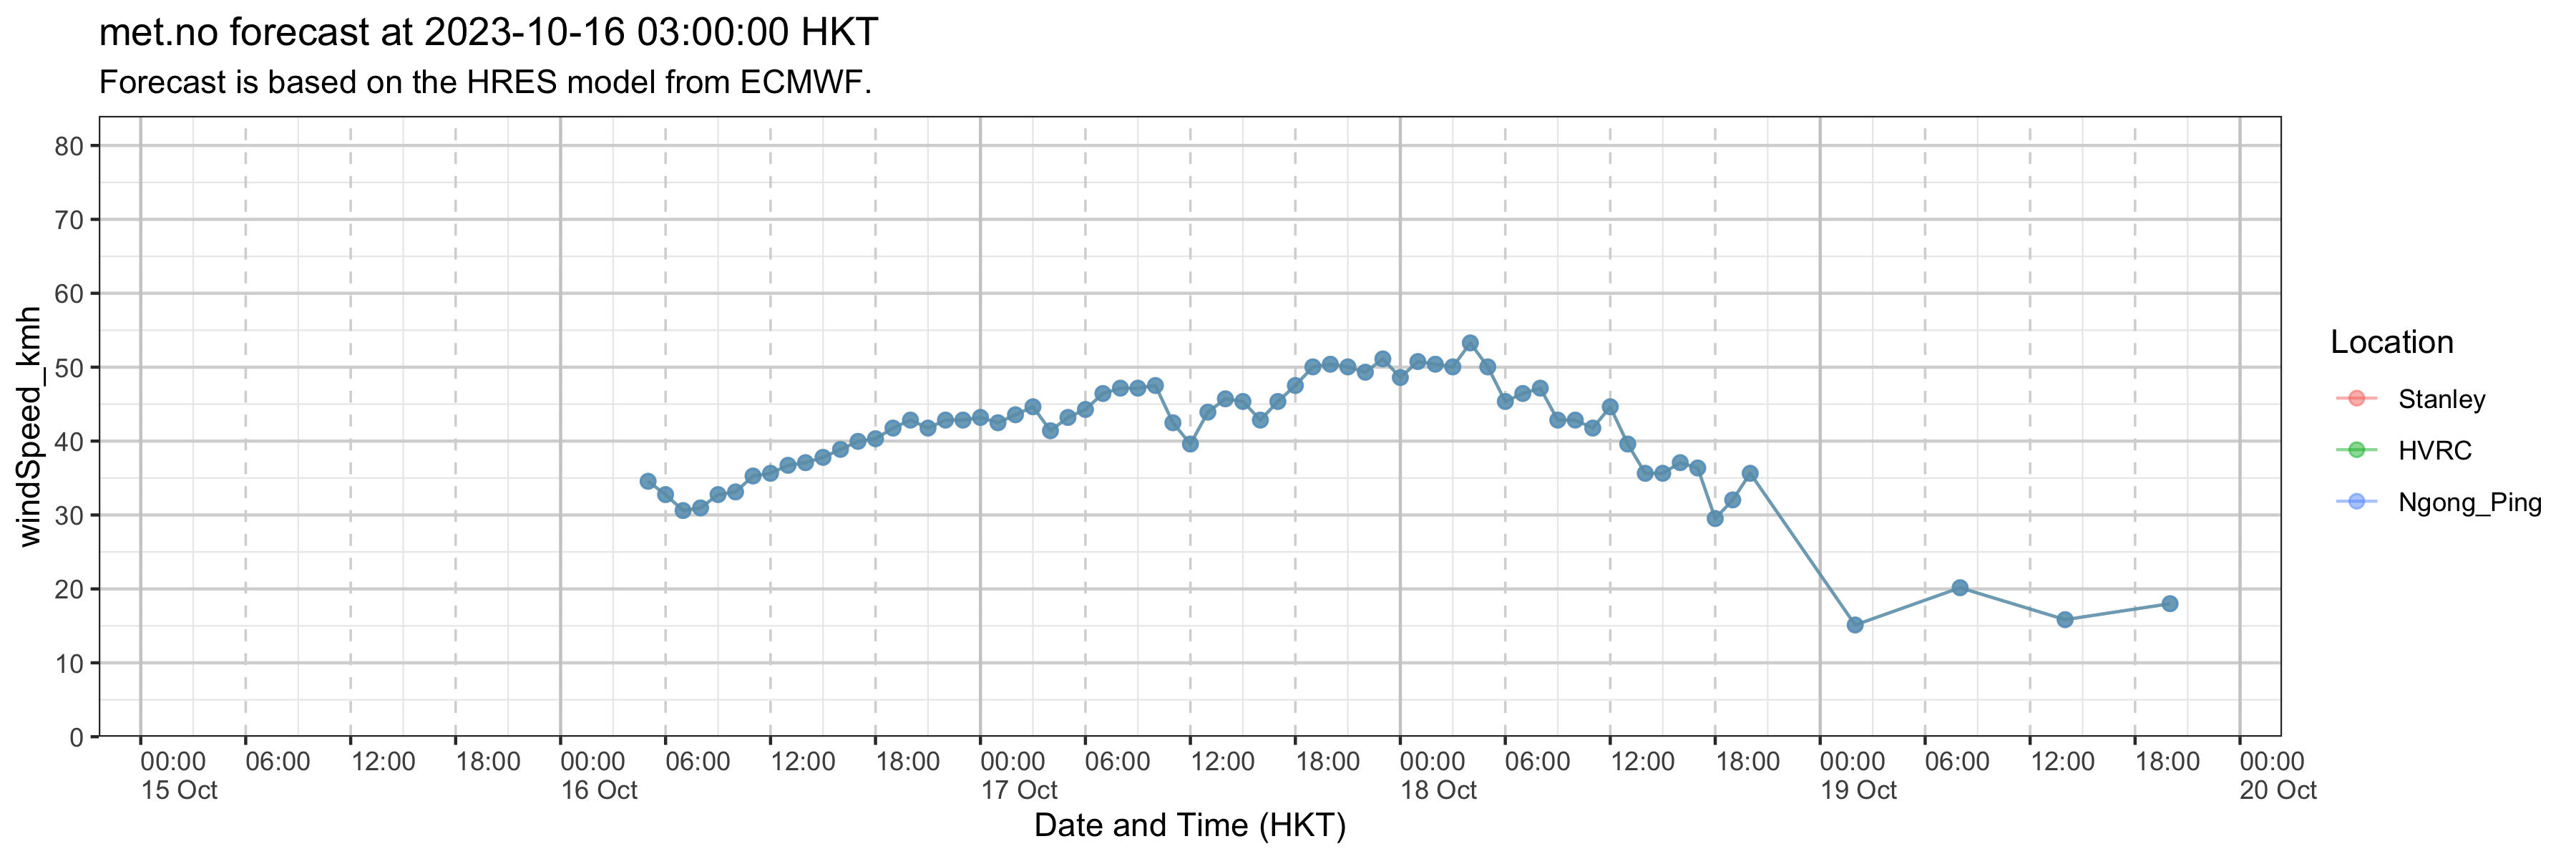 met.no forecast at 2023-10-16 03:00:00 HKT
Forecast is based on the HRES model from ECMWF.
windSpeed_kmh
80
70
60
50
40
30
20
10
0
00:00 06:00 12:00 18:00 00:00 06:00 12:00 18:00 00:00 06:00 12:00 18:00 00:00 06:00 12:00 18:00 00:00 06:00 12:00 18:00 00:00
15 Oct 16 Oct 17 Oct 18 Oct 19 Oct 20 Oct
Date and Time (HKT)
Location
Stanley
HVRC
Ngong_Ping